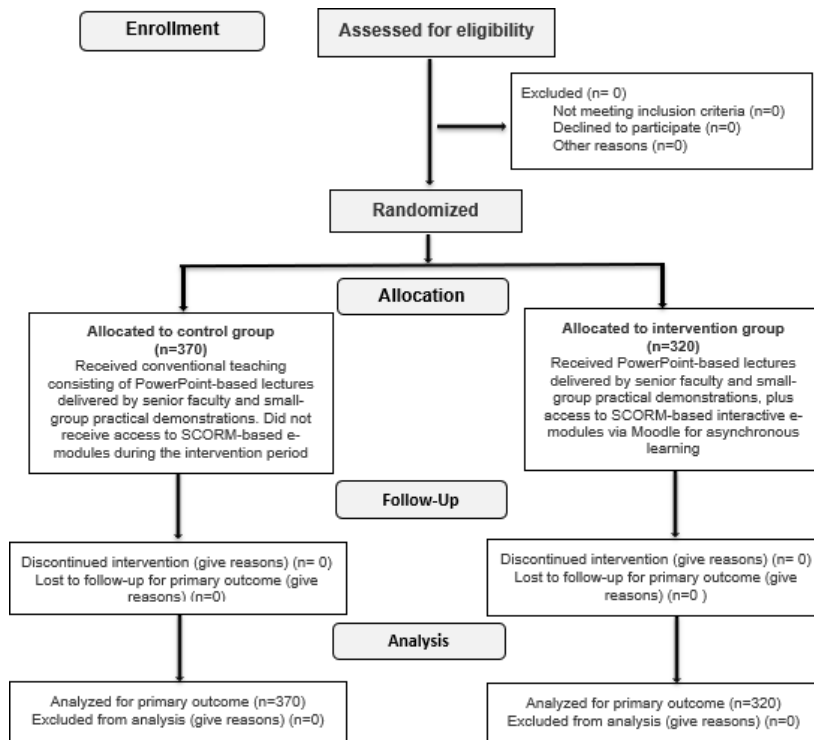 Enrollment
Assessed for eligibility
Excluded (n= 0)
Not meeting inclusion criteria (n=0)
Declined to participate (n=0)
Other reasons (n=0)
Randomized
Allocation
Allocated to control group
(n=370)
Received conventional teaching
consisting of PowerPoint-based lectures
delivered by senior faculty and small-
group practical demonstrations. Did not
receive access to SCORM-based e-
modules during the intervention period
Allocated to intervention group
(n=320)
Received PowerPoint-based lectures
delivered by senior faculty and small-
group practical demonstrations, plus
access to SCORM-based interactive e-
modules via Moodle for asynchronous
learning
Follow-Up
Discontinued intervention (give reasons) (n= 0)
Lost to follow-up for primary outcome (give
reasons) (n=0)
Discontinued intervention (give reasons) (n= 0)
Lost to follow-up for primary outcome (give
reasons) (n=0 )
Analysis
Analyzed for primary outcome (n=370)
Excluded from analysis (give reasons) (n=0)
Analyzed for primary outcome (n=320)
Excluded from analysis (give reasons) (n=0)